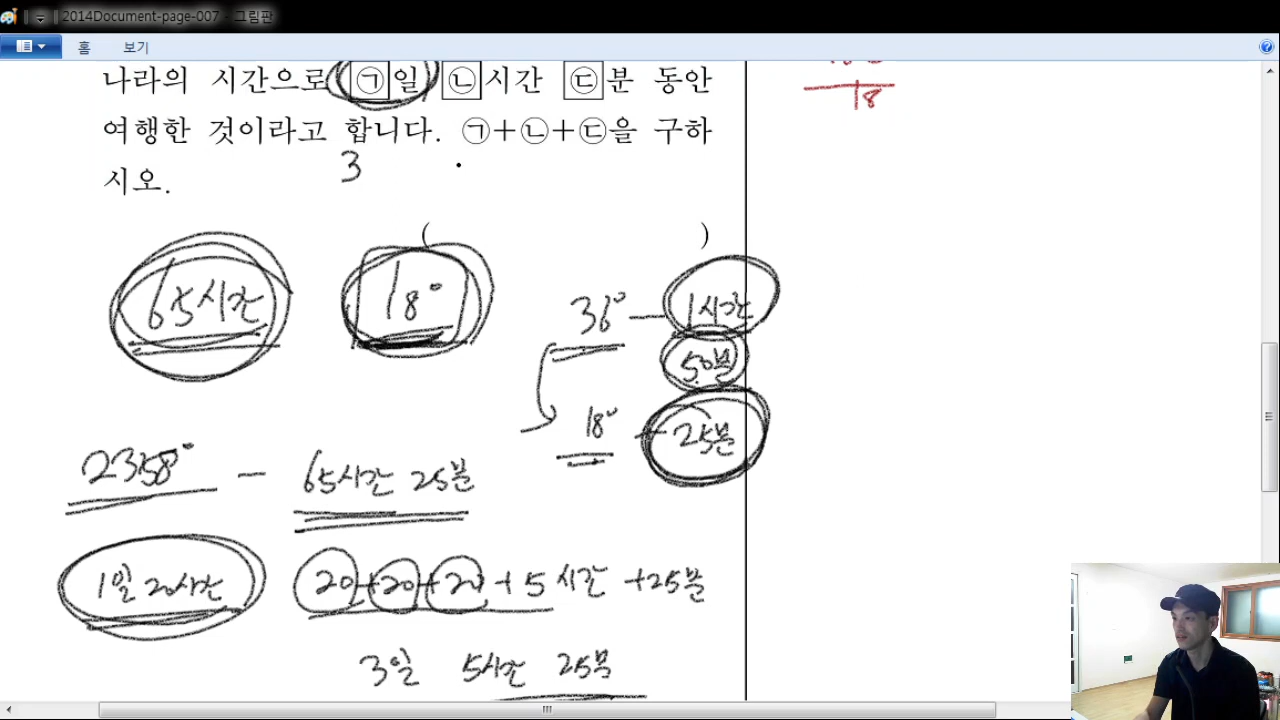 2014Document-page-007 - 그림판
홈 보기
나라의 시간으로 ㉠일 ㉡시간 ㉢분 동안
여행한 것이라고 합니다. ㉠+㉡+㉢을 구하
시오.
3
( )
18
65시간 18°
36° - 1시간
50분
18° - 25분
2358° - 65시간 25분
1일 20시간 20+20+20+5시간+25분
3일 5시간 25분